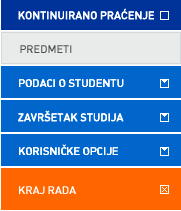 KONTINUIRANO PRAĆENJE
PREDMETI
PODACI O STUDENTU
ZAVRŠETAK STUDIJA
KORISNIČKE OPCIJE
KRAJ RADA